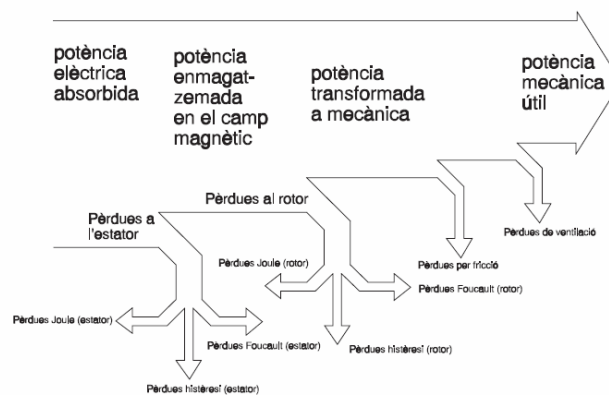 potència
elèctrica
absorbida
potència
enmagat-
zemada
en el camp
magnètic
potència
transformada
a mecànica
potència
mecànica
útil
Pèrdues a
l'estator
Pèrdues al rotor
Pèrdues de ventilació
Pèrdues Joule (rotor)
Pèrdues per fricció
Pèrdues Foucault (rotor)
Pèrdues Joule (estator)
Pèrdues Foucault (estator)
Pèrdues histèresi (rotor)
Pèrdues histèresi (estator)